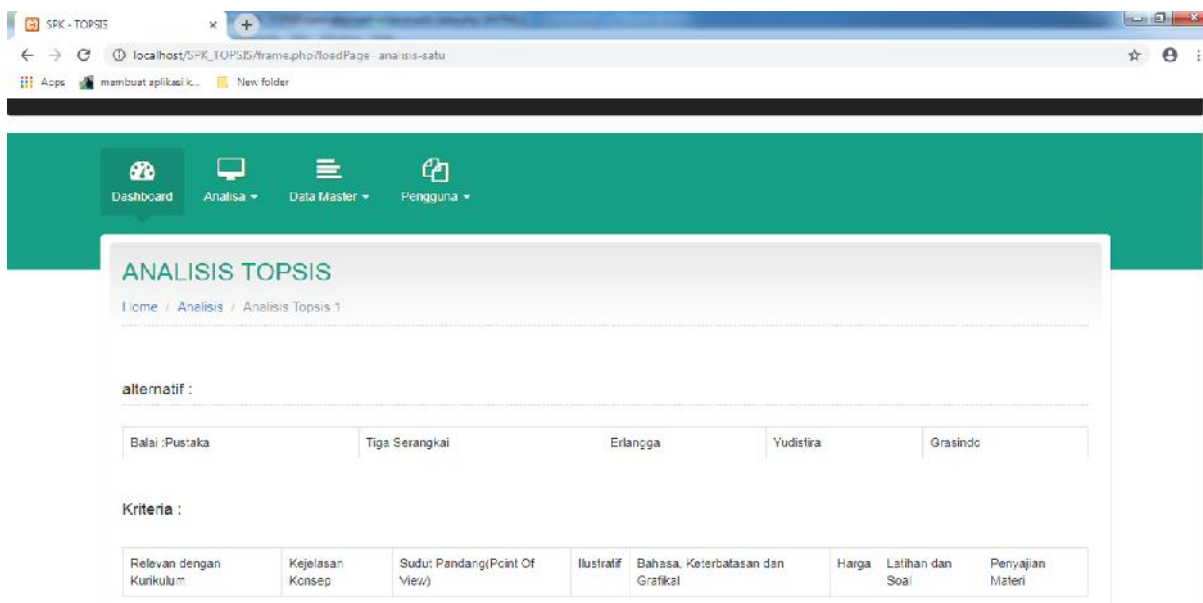 SPK - TOPSIS
localhost/SPK_TOPSIS/frame.php?loadPage=analisis-satu
Apps membuat aplikasi k... New folder
Dashboard Analisa Data Master Pengguna
ANALISIS TOPSIS
Home / Analisis / Analisis Topsis 1
alternatif :
Balai :Pustaka Tiga Serangkai Erlangga Yudistira Grasindo
Kriteria :
Relevan dengan Kejelasan Sudut Pandang(Point Of Ilustratif Bahasa, Keterbatasan dan Harga Latihan dan Penyajian
Kurikulum Konsep View) Grafikal Soal Materi